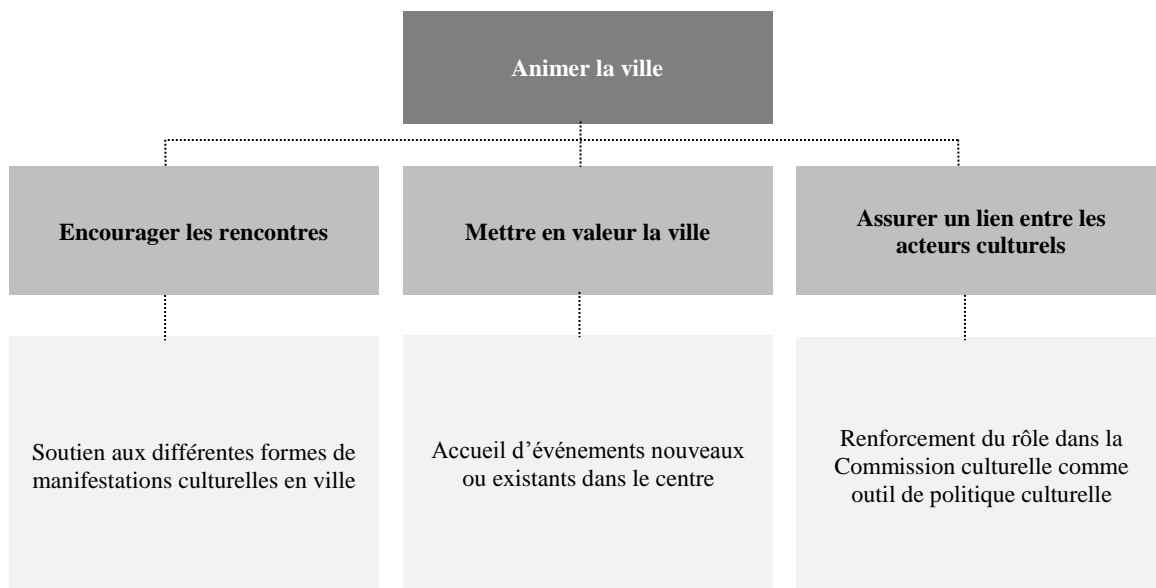 Animer la ville
Encourager les rencontres
Mettre en valeur la ville
Assurer un lien entre les
acteurs culturels
Soutien aux différentes formes de
manifestations culturelles en ville
Accueil d’événements nouveaux
ou existants dans le centre
Renforcement du rôle dans la
Commission culturelle comme
outil de politique culturelle